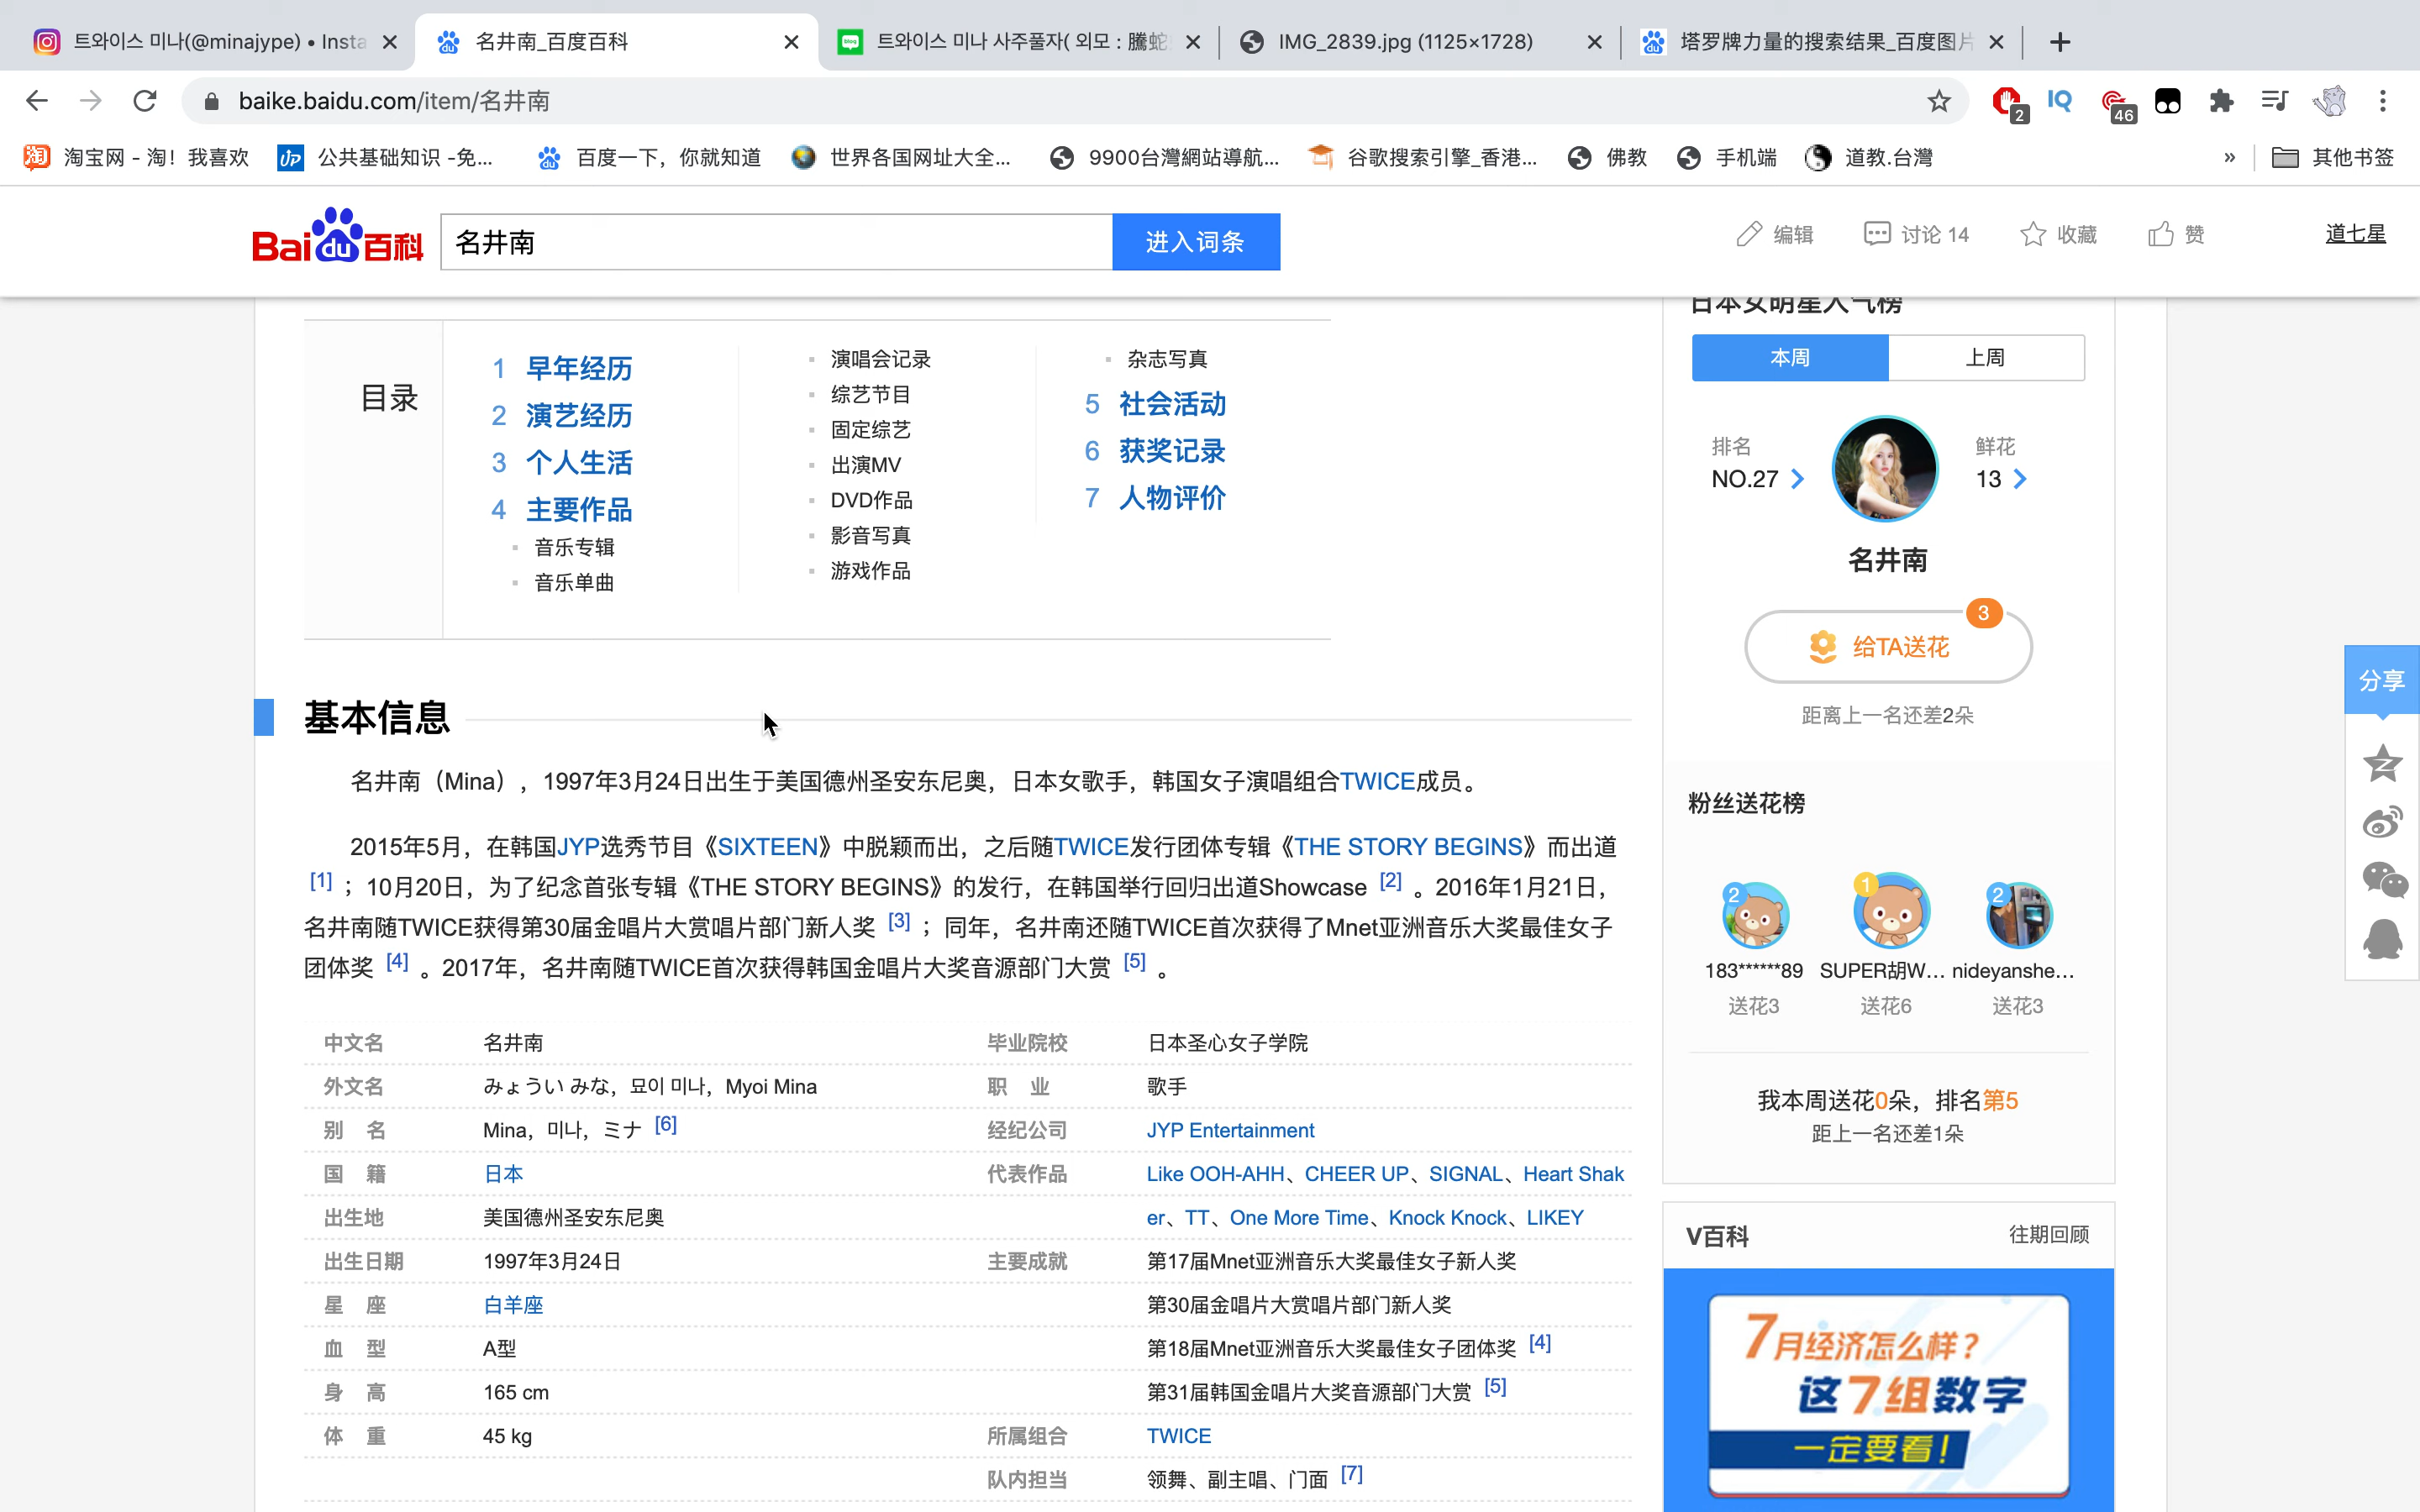 트와이스 미나(@minajype) • Insta
名井南_百度百科
트와이스 미나 사주풀자( 외모 : 騰蛇
IMG_2839.jpg (1125×1728)
塔罗牌力量的搜索结果_百度图片
baike.baidu.com/item/名井南
2
IQ
46
淘宝网 - 淘！我喜欢
公共基础知识 -免...
百度一下，你就知道
世界各国网址大全...
9900台灣網站導航...
谷歌搜索引擎_香港...
佛教
手机端
道教.台灣
»
其他书签
Bai du 百科
名井南
进入词条
编辑
讨论 14
收藏
赞
道七星
目录
1 早年经历
2 演艺经历
3 个人生活
4 主要作品
▪ 音乐专辑
▪ 音乐单曲
▪ 演唱会记录
▪ 综艺节目
▪ 固定综艺
▪ 出演MV
▪ DVD作品
▪ 影音写真
▪ 游戏作品
▪ 杂志写真
5 社会活动
6 获奖记录
7 人物评价
基本信息
名井南（Mina），1997年3月24日出生于美国德州圣安东尼奥，日本女歌手，韩国女子演唱组合TWICE成员。
2015年5月，在韩国JYP选秀节目《SIXTEEN》中脱颖而出，之后随TWICE发行团体专辑《THE STORY BEGINS》而出道
[1] ；10月20日，为了纪念首张专辑《THE STORY BEGINS》的发行，在韩国举行回归出道Showcase [2] 。2016年1月21日，
名井南随TWICE获得第30届金唱片大赏唱片部门新人奖 [3] ；同年，名井南还随TWICE首次获得了Mnet亚洲音乐大奖最佳女子
团体奖 [4] 。2017年，名井南随TWICE首次获得韩国金唱片大奖音源部门大赏 [5] 。
中文名 名井南
外文名 みょうい みな，묘이 미나，Myoi Mina
别 名 Mina，미나，ミナ [6]
国 籍 日本
出生地 美国德州圣安东尼奥
出生日期 1997年3月24日
星 座 白羊座
血 型 A型
身 高 165 cm
体 重 45 kg
毕业院校 日本圣心女子学院
职 业 歌手
经纪公司 JYP Entertainment
代表作品 Like OOH-AHH、CHEER UP、SIGNAL、Heart Shak
er、TT、One More Time、Knock Knock、LIKEY
主要成就 第17届Mnet亚洲音乐大奖最佳女子新人奖
第30届金唱片大赏唱片部门新人奖
第18届Mnet亚洲音乐大奖最佳女子团体奖 [4]
第31届韩国金唱片大奖音源部门大赏 [5]
所属组合 TWICE
队内担当 领舞、副主唱、门面 [7]
日本女明星人气榜
本周
上周
排名
NO.27
鲜花
13
名井南
3
给TA送花
距离上一名还差2朵
粉丝送花榜
2
1
2
183******89 SUPER胡W... nideyanshe...
送花3 送花6 送花3
我本周送花0朵，排名第5
距上一名还差1朵
V百科
往期回顾
7月经济怎么样？
这7组数字
一定要看！
分享